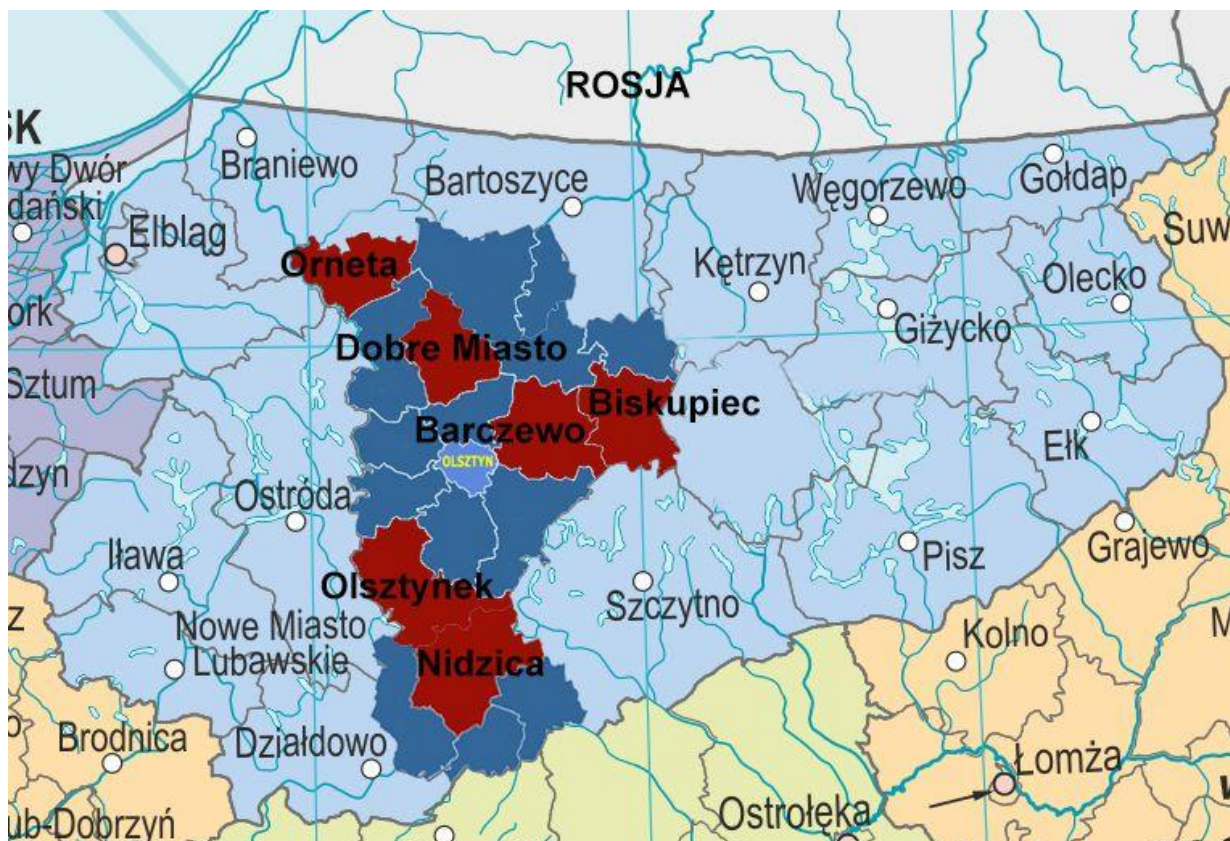 ROSJA
SK
wy Dwór
dański
Braniewo
Bartoszyce
Węgorzewo
Gołdap
Elbląg
Suw
Orneta
Kętrzyn
Olecko
ork
Giżycko
Dobre Miasto
Sztum
Biskupiec
Barczewo
Ełk
OLSZTYN
dzyn
Ostróda
Grajewo
Iława
Pisz
Olsztynek
Szczytno
z
Nowe Miasto
Lubawskie
Kolno
M
Nidzica
o
Brodnica
Działdowo
Łomża
w
ub-Dobrzyń
Ostrołęka